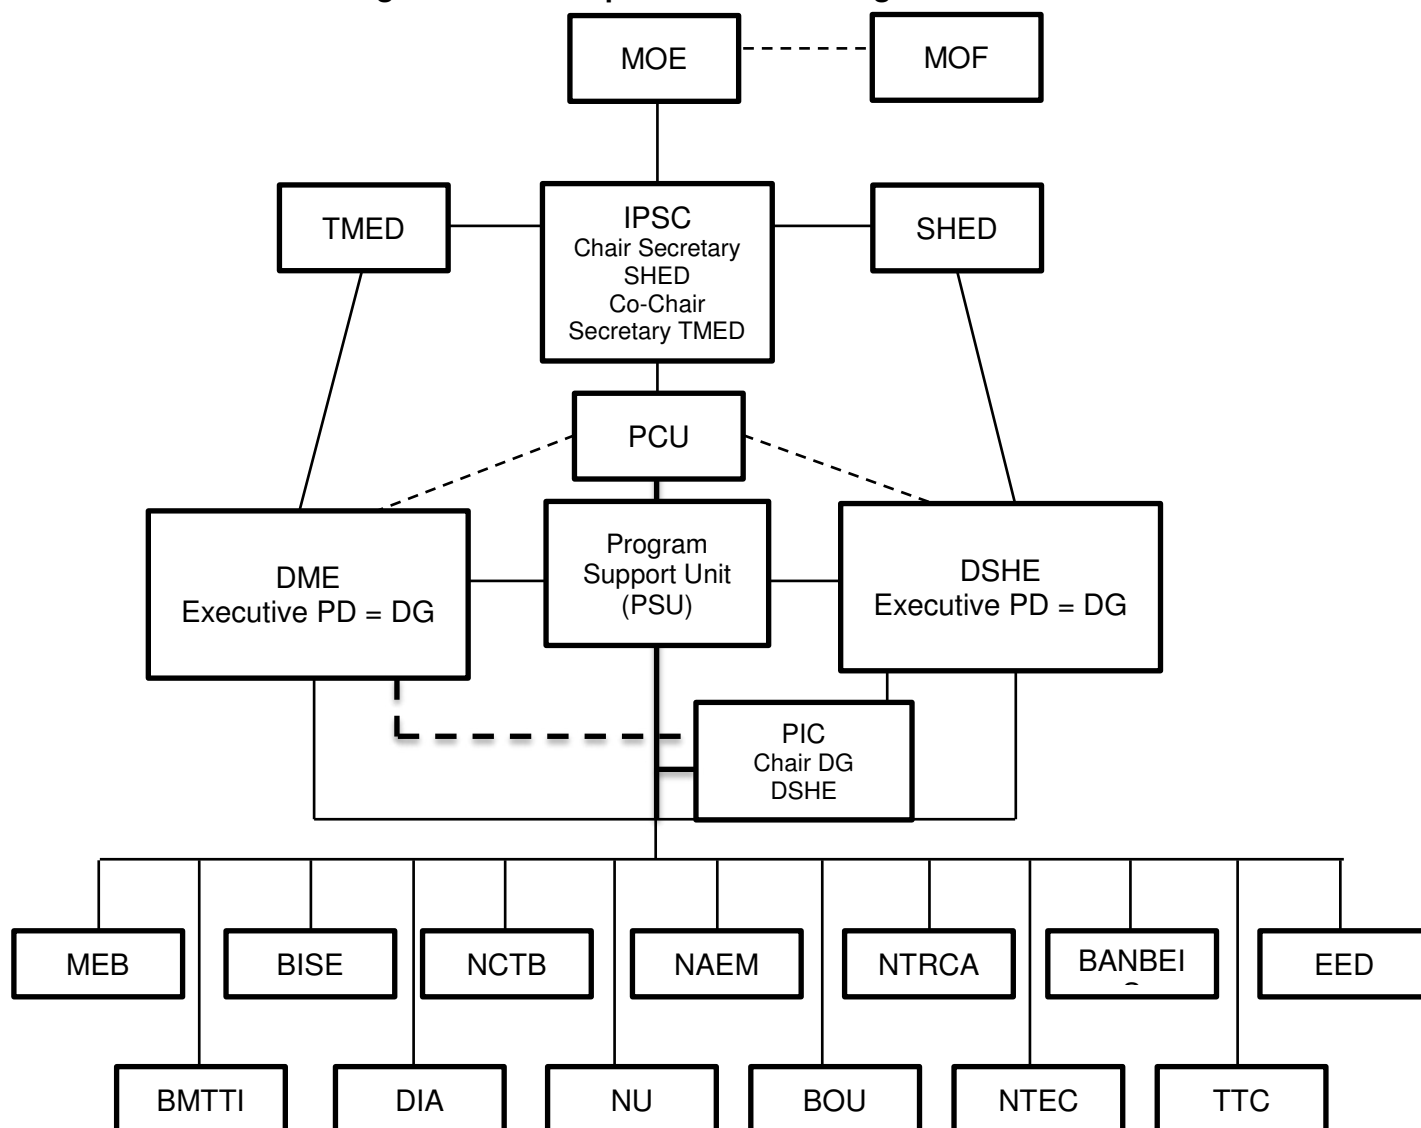 MOE
MOF
TMED
IPSC
Chair Secretary
SHED
Co-Chair
Secretary TMED
SHED
PCU
DME
Executive PD = DG
Program
Support Unit
(PSU)
DSHE
Executive PD = DG
PIC
Chair DG
DSHE
MEB
BISE
NCTB
NAEM
NTRCA
BANBEI
EED
BMTTI
DIA
NU
BOU
NTEC
TTC